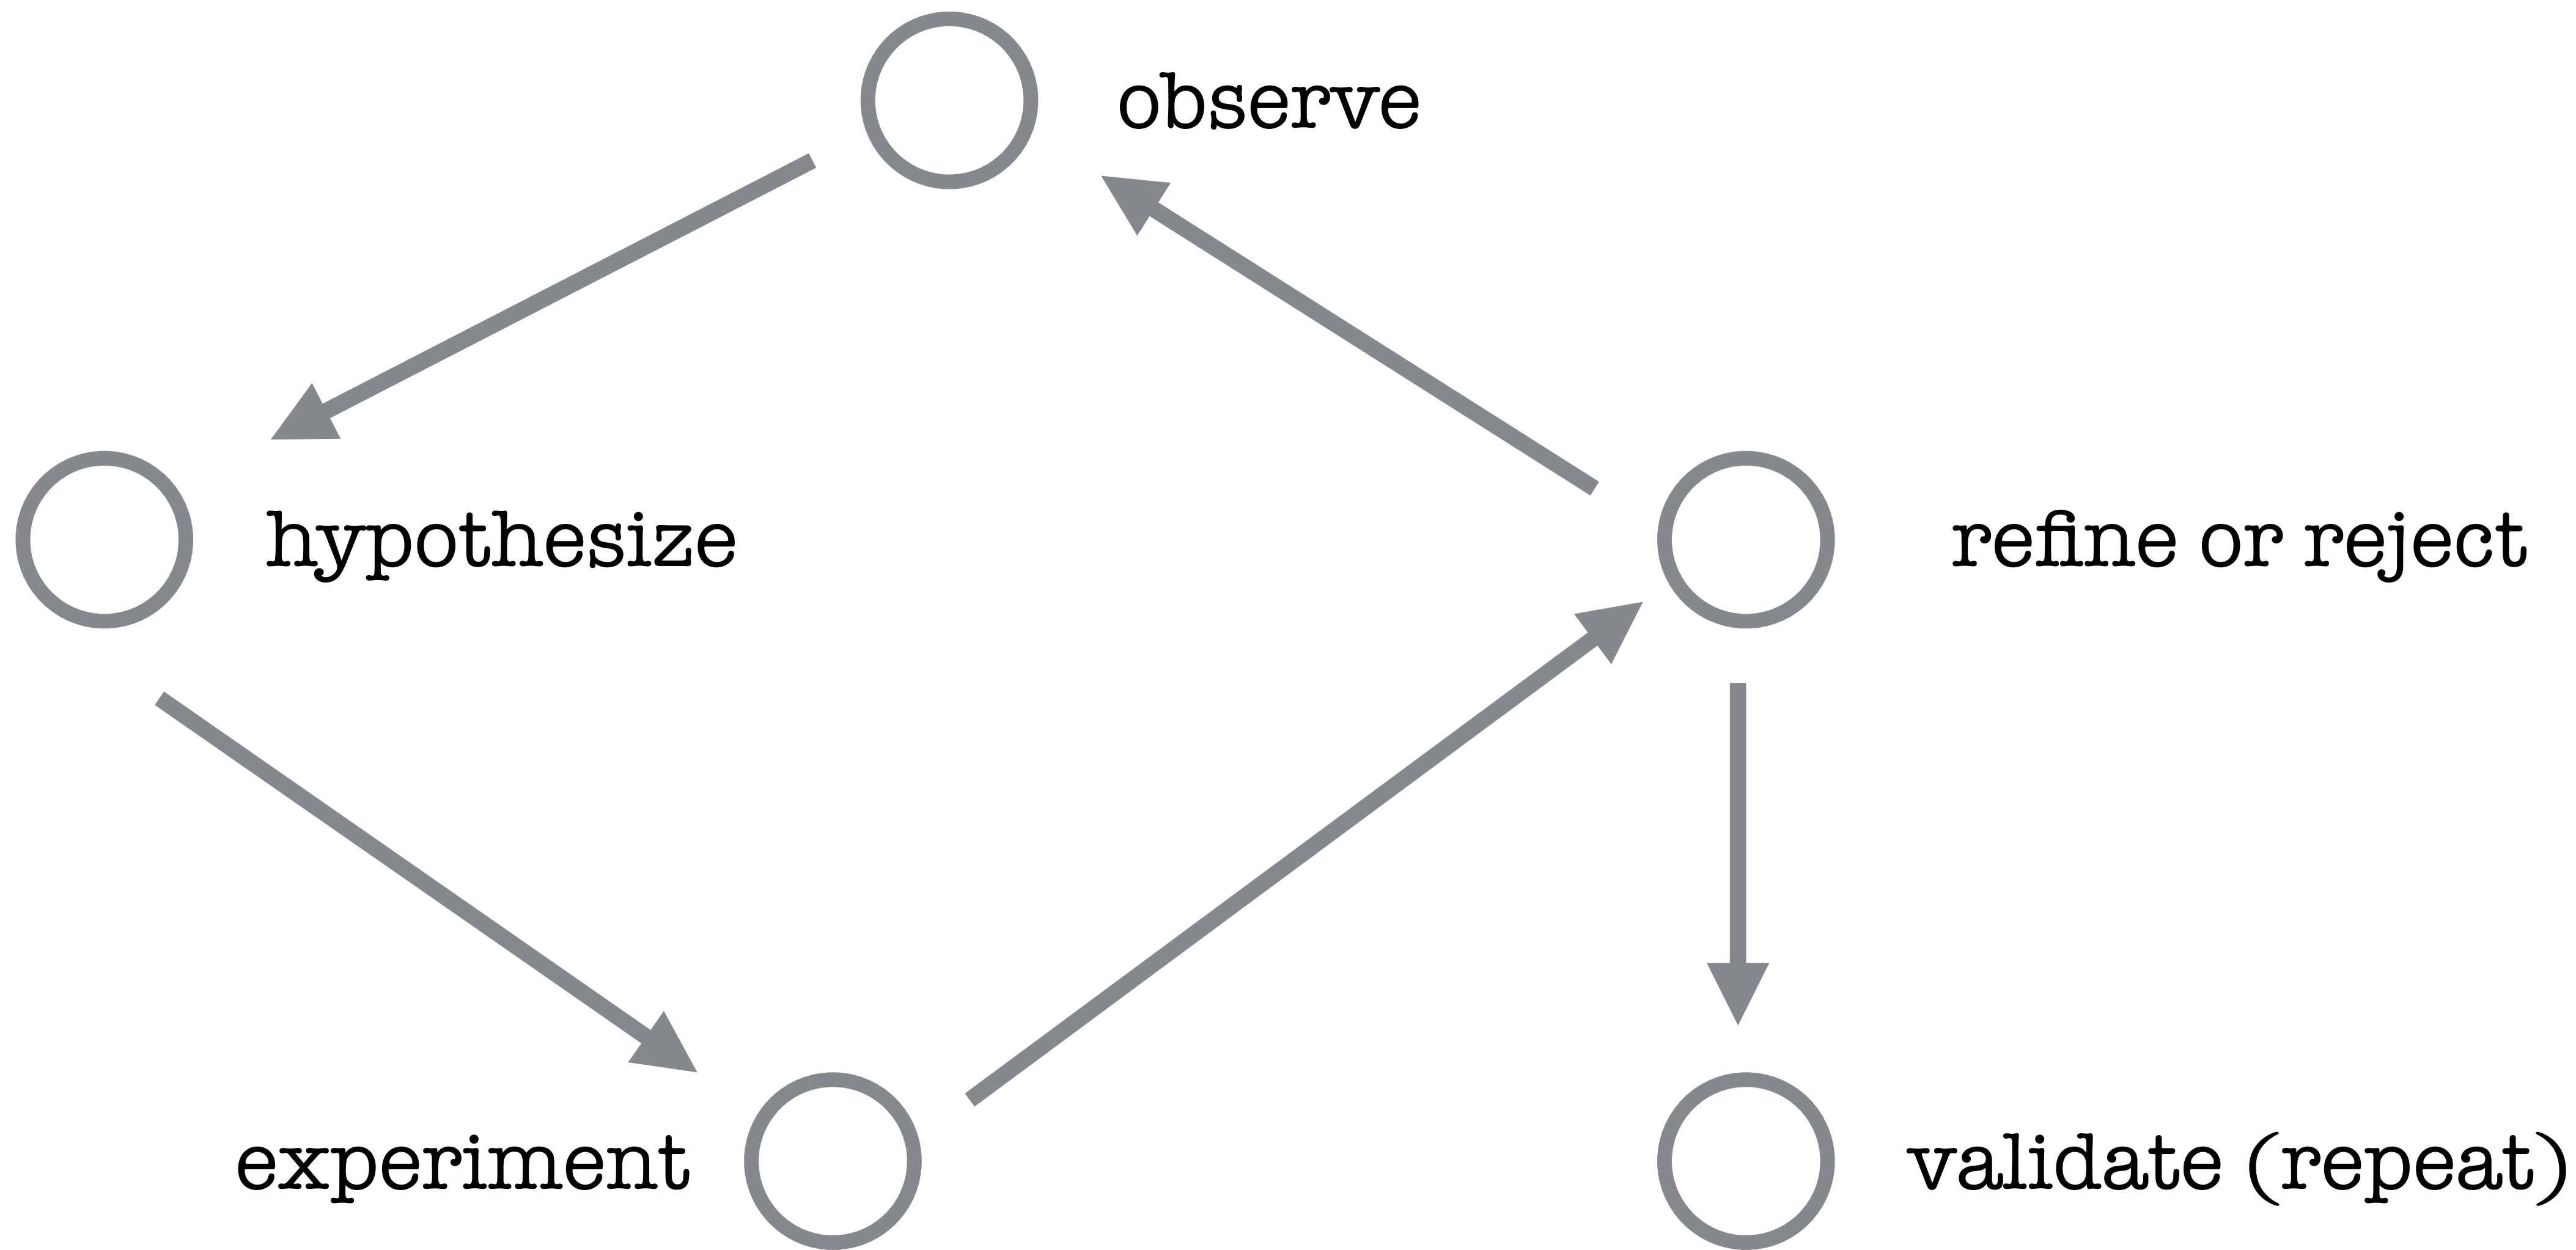 observe
hypothesize
refine or reject
experiment
validate (repeat)